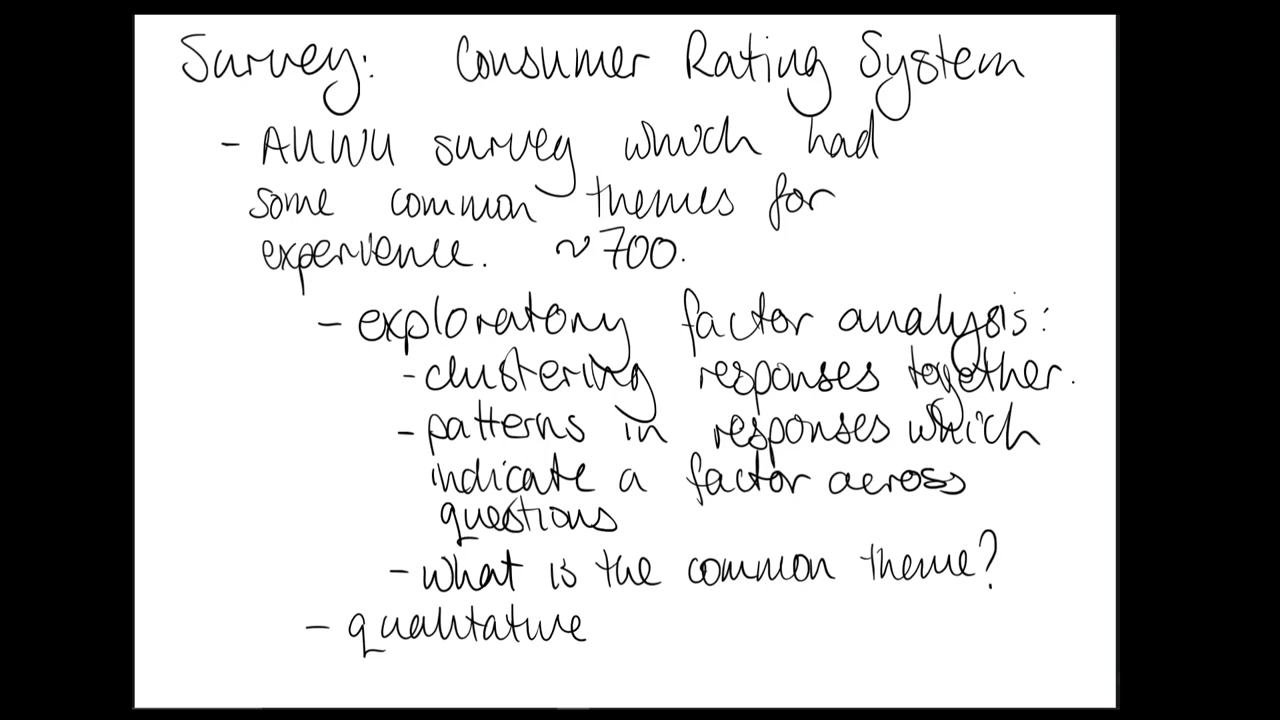 Survey: Consumer Rating System
- AUWU survey which had
some common themes for
experience. ~700.
- exploratory factor analysis:
- clustering responses together.
- patterns in responses which
indicate a factor across
questions
- what is the common theme?
- qualitative